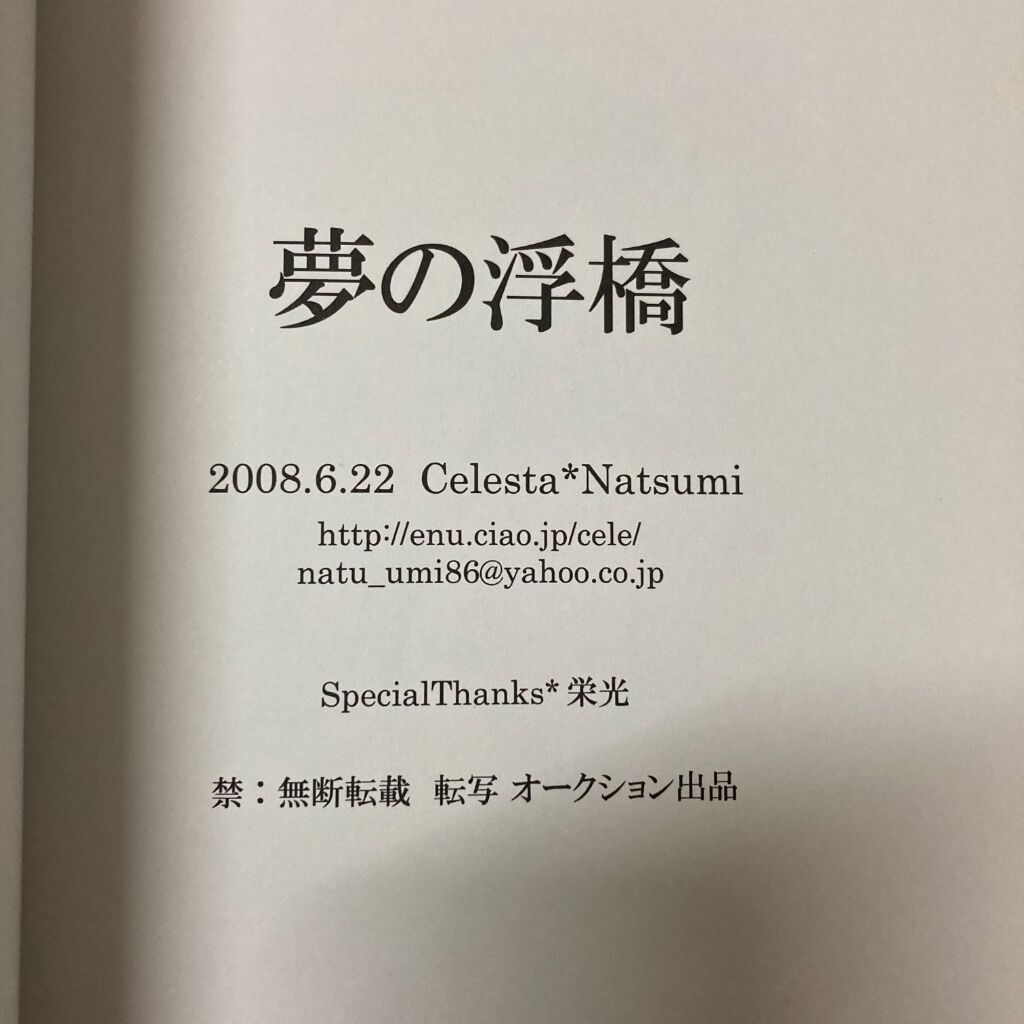 夢の浮橋
2008.6.22 Celesta*Natsumi
http://enu.ciao.jp/cele/
natu_umi86@yahoo.co.jp
SpecialThanks* 栄光
禁：無断転載 転写 オークション出品